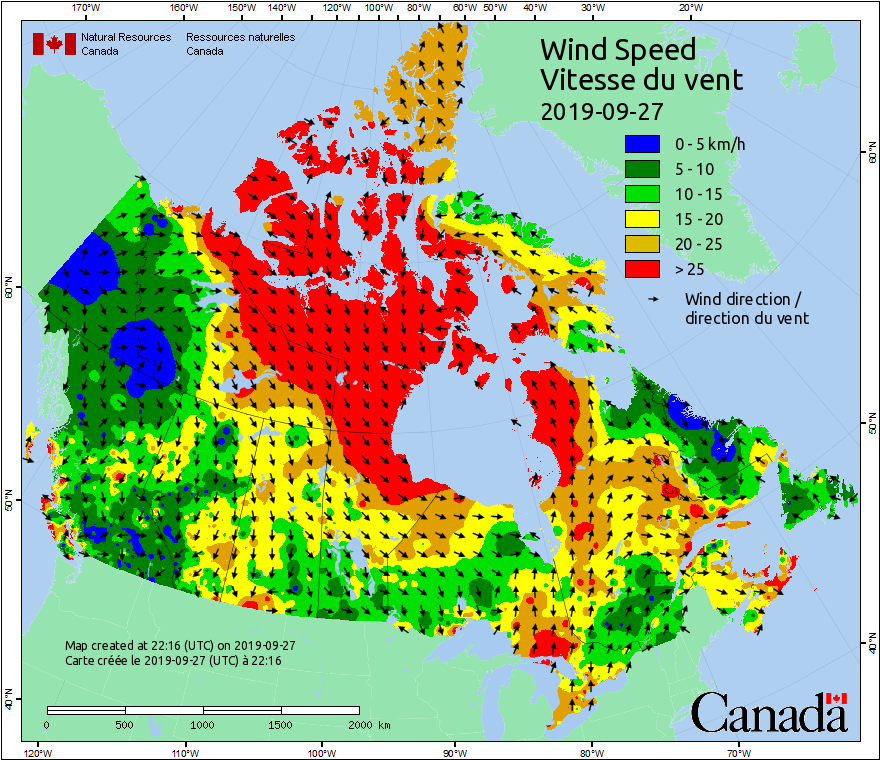 170°W 160°W 150°W 140°W 120°W 100°W 80°W 60°W 50°W 40°W 30°W 20°W
Natural Resources Ressources naturelles
Canada Canada
Wind Speed
Vitesse du vent
2019-09-27
0 - 5 km/h
5 - 10
10 - 15
15 - 20
20 - 25
> 25
Wind direction /
direction du vent
60°N
60°N
50°N
50°N
40°N
40°N
Map created at 22:16 (UTC) on 2019-09-27
Carte créée le 2019-09-27 (UTC) à 22:16
0 500 1000 1500 2000 km
Canada
120°W 110°W 100°W 90°W 80°W 70°W